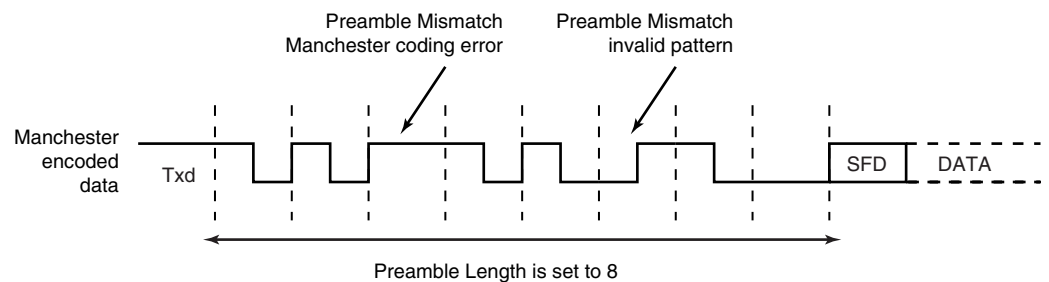 Preamble Mismatch
Manchester coding error
Preamble Mismatch
invalid pattern
Manchester
encoded
data
Txd
SFD
DATA
Preamble Length is set to 8